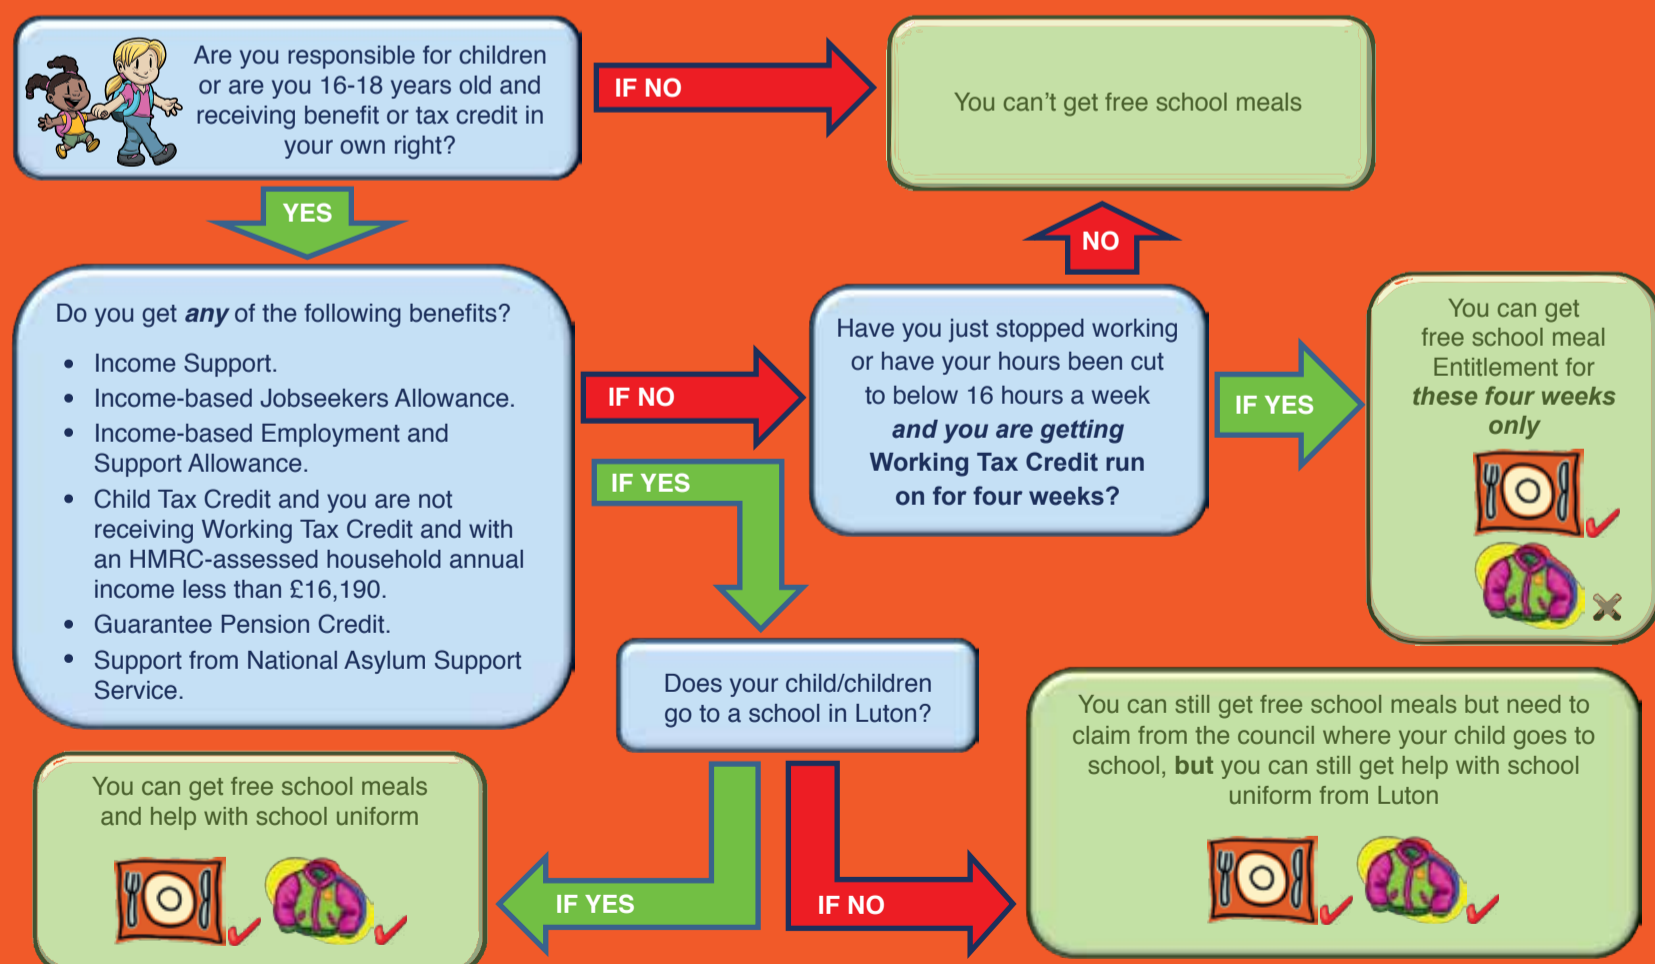 Are you responsible for children
or are you 16-18 years old and
receiving benefit or tax credit in
your own right?
IF NO
You can't get free school meals
YES
NO
Do you get any of the following benefits?
• Income Support.
• Income-based Jobseekers Allowance.
• Income-based Employment and
Support Allowance.
• Child Tax Credit and you are not
receiving Working Tax Credit and with
an HMRC-assessed household annual
income less than £16,190.
• Guarantee Pension Credit.
• Support from National Asylum Support
Service.
IF NO
Have you just stopped working
or have your hours been cut
to below 16 hours a week
and you are getting
Working Tax Credit run
on for four weeks?
IF YES
You can get
free school meal
Entitlement for
these four weeks
only
IF YES
Does your child/children
go to a school in Luton?
You can get free school meals
and help with school uniform
IF YES
IF NO
You can still get free school meals but need to
claim from the council where your child goes to
school, but you can still get help with school
uniform from Luton